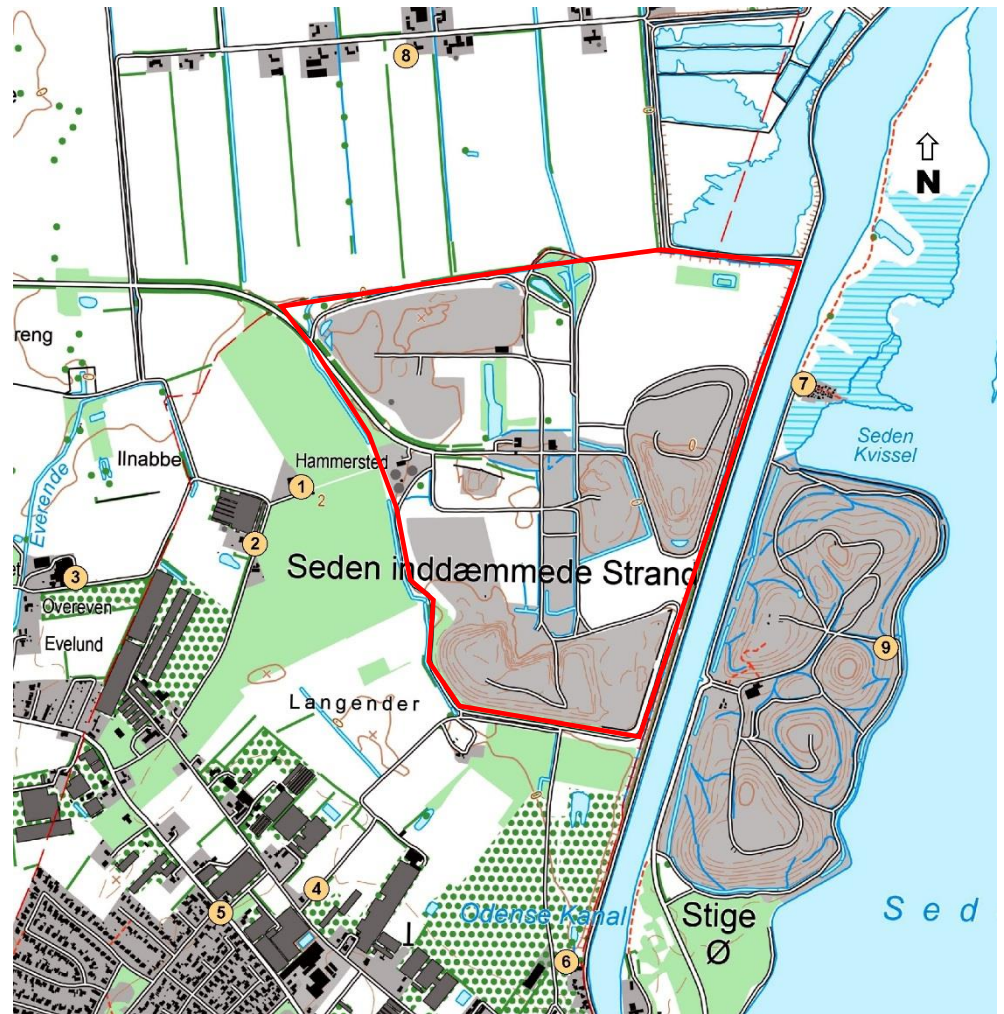 8
N
7
Seden
Kvissel
reng
Ilnabbe
Everende
Hammersted
1
2
2
3
Overeven
Evelund
Seden inddæmmede Strand
9
Langender
4
5
Odense Kanal
6
Stige
Ø
S e d